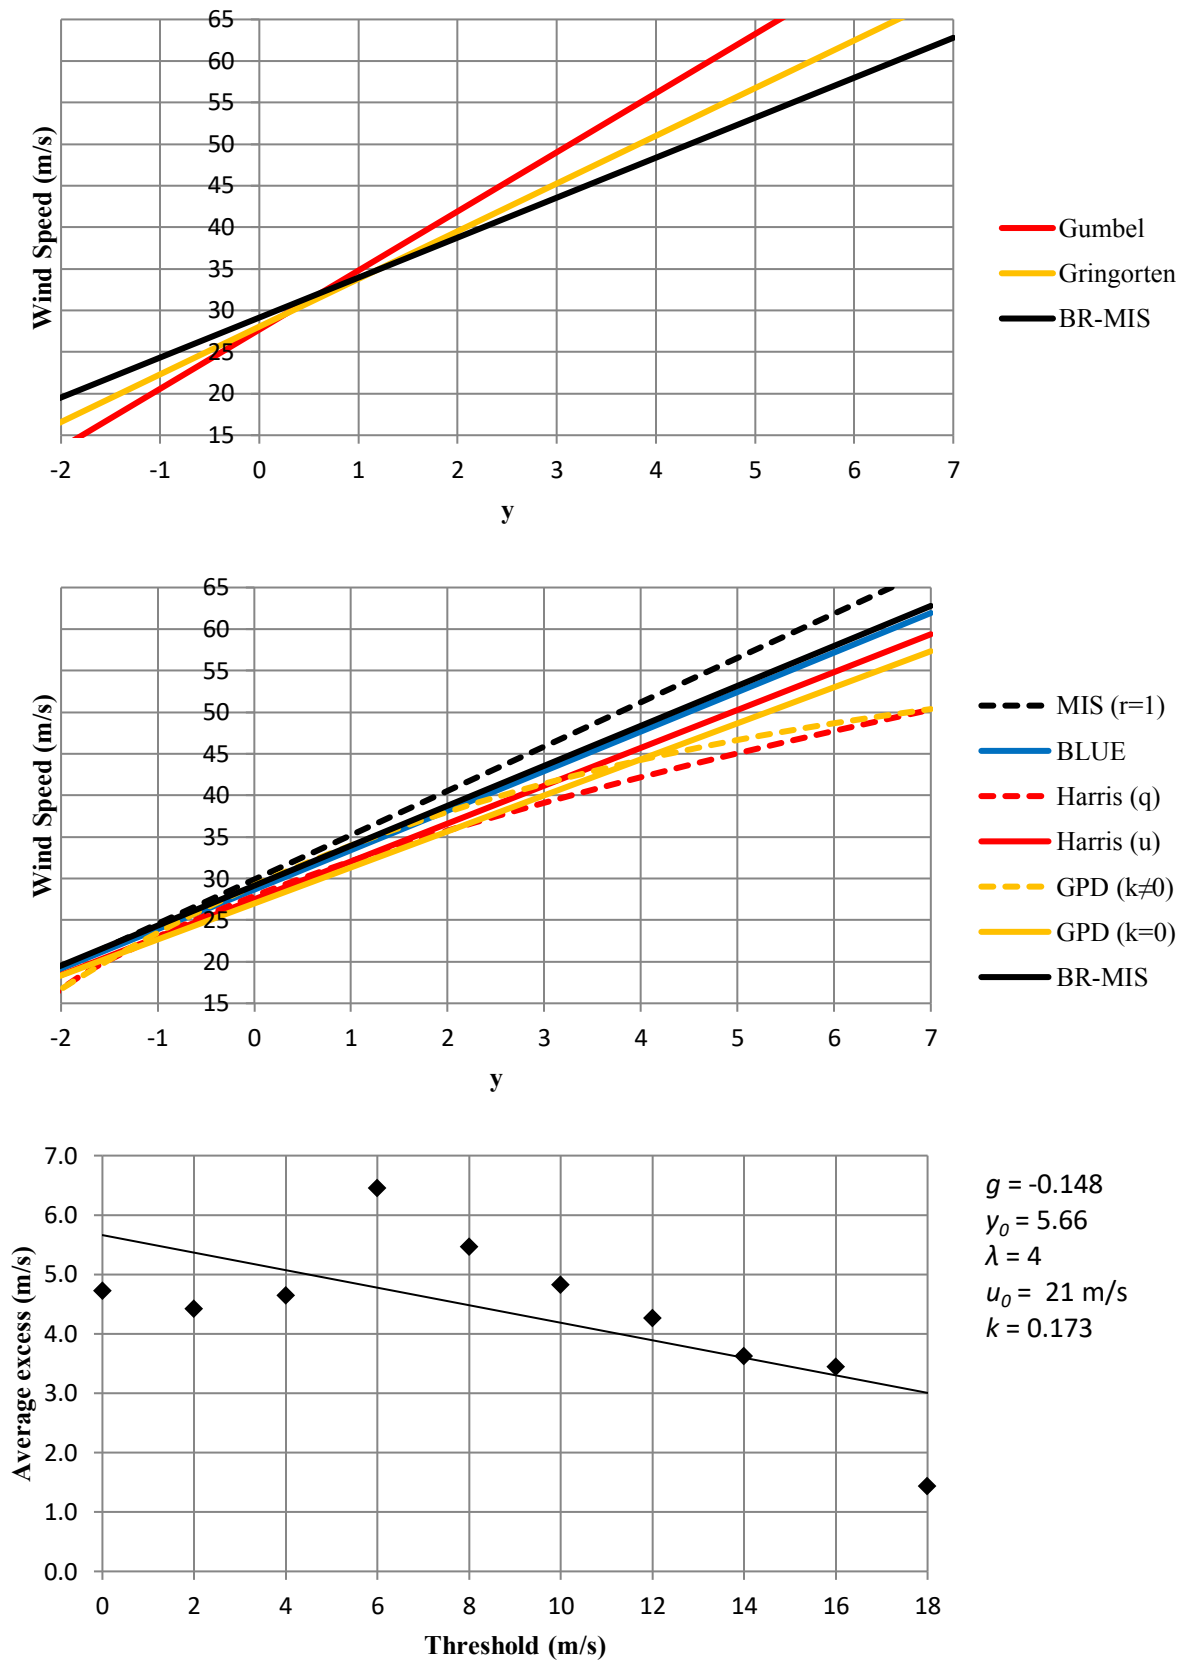 65
60
55
50
45
40
35
30
25
20
15
Wind Speed (m/s)
-2 -1 0 1 2 3 4 5 6 7
y
Gumbel
Gringorten
BR-MIS
65
60
55
50
45
40
35
30
25
20
15
Wind Speed (m/s)
-2 -1 0 1 2 3 4 5 6 7
y
MIS (r=1)
BLUE
Harris (q)
Harris (u)
GPD (k≠0)
GPD (k=0)
BR-MIS
7.0
6.0
5.0
4.0
3.0
2.0
1.0
0.0
Average excess (m/s)
0 2 4 6 8 10 12 14 16 18
Threshold (m/s)
g = -0.148
y0 = 5.66
λ = 4
u0 = 21 m/s
k = 0.173